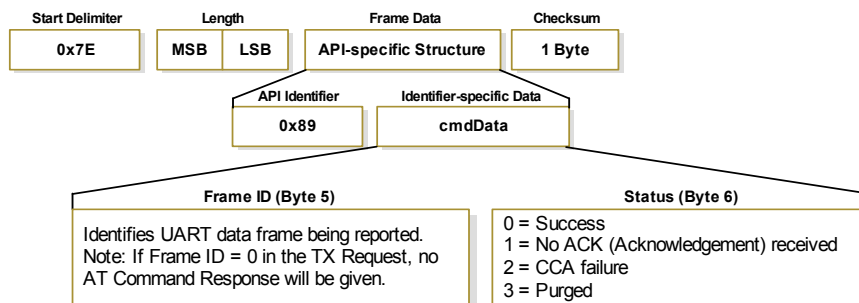 Start Delimiter Length Frame Data Checksum
0x7E MSB LSB API-specific Structure 1 Byte
API Identifier Identifier-specific Data
0x89 cmdData
Frame ID (Byte 5)
Identifies UART data frame being reported.
Note: If Frame ID = 0 in the TX Request, no
AT Command Response will be given.
Status (Byte 6)
0 = Success
1 = No ACK (Acknowledgement) received
2 = CCA failure
3 = Purged